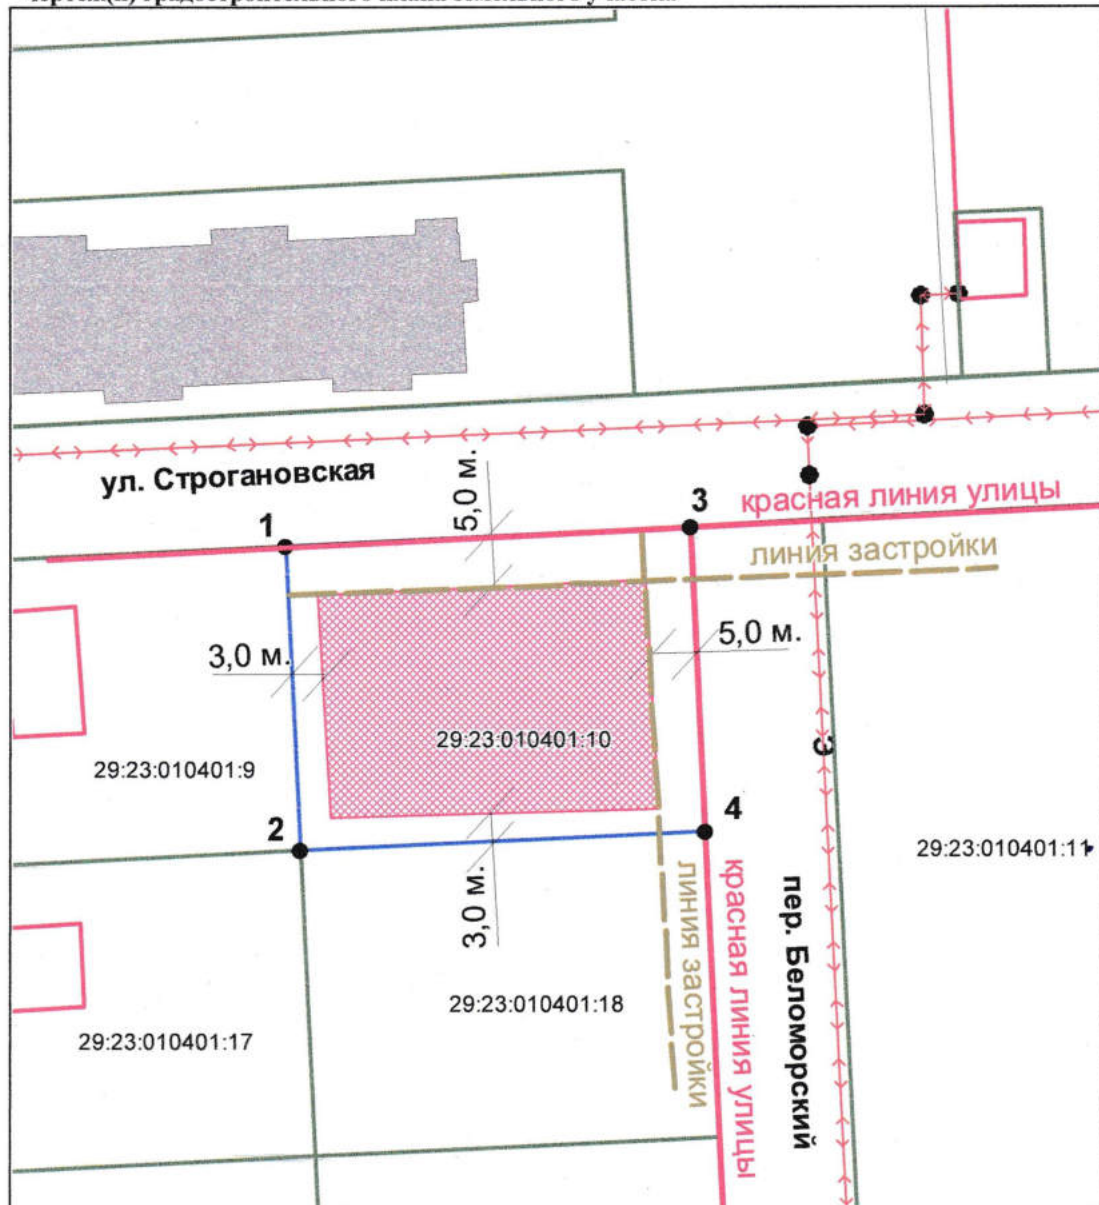 ул. Строгановская
5,0 м.
1
3
красная линия улицы
линия застройки
3,0 м.
5,0 м.
29:23:010401:10
29:23:010401:9
3
2
4
29:23:010401:11
3,0 м.
линия застройки
красная линия улицы
пер. Беломорский
29:23:010401:18
29:23:010401:17